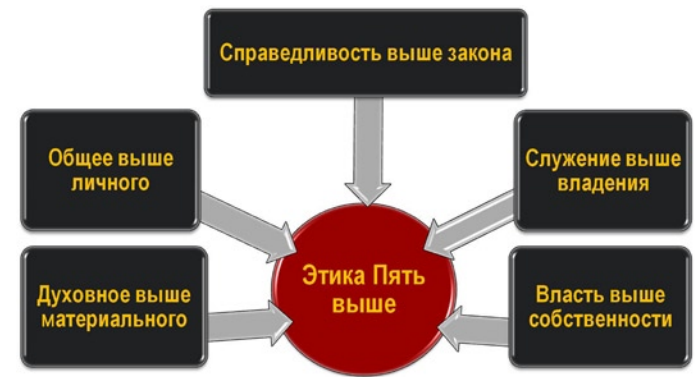 Справедливость выше закона
Общее выше
личного
Служение выше
владения
Этика Пять
выше
Духовное выше
материального
Власть выше
собственности